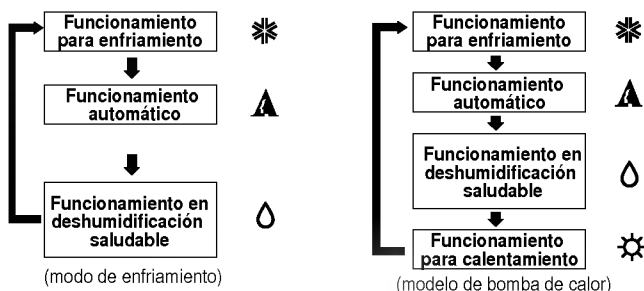 Funcionamiento
para enfriamiento
Funcionamiento
automático
Funcionamiento en
deshumidificación
saludable
(modo de enfriamiento)
Funcionamiento
para enfriamiento
Funcionamiento
automático
Funcionamiento en
deshumidificación
saludable
Funcionamiento
para calentamiento
(modelo de bomba de calor)